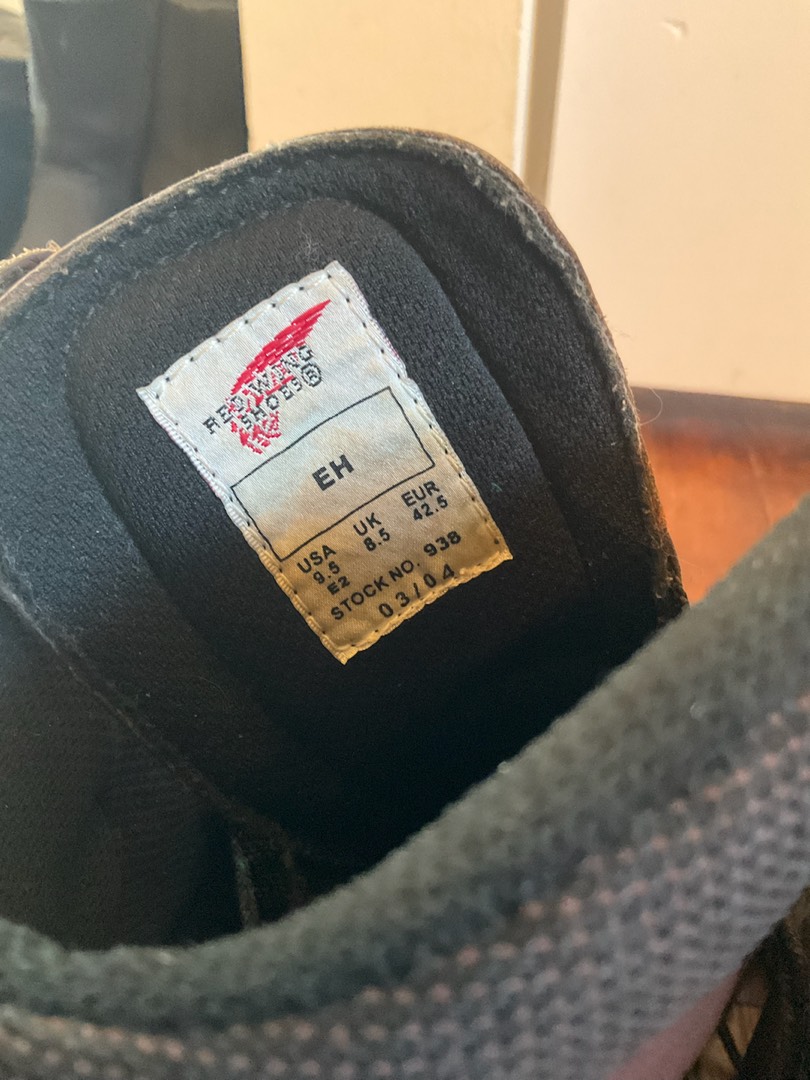 RED WING
SHOES®
EH
USA UK EUR
9.5 8.5 42.5
E2
STOCK NO. 938
03/04